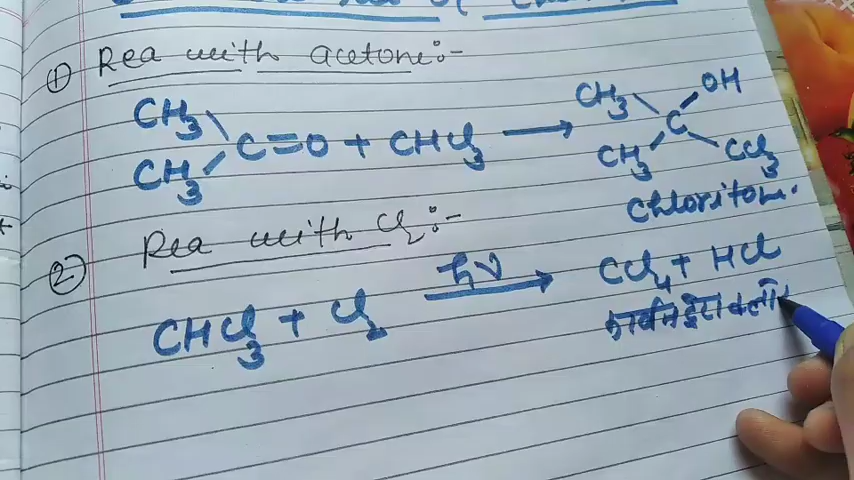 ① Rea with acetone:-
CH3 CH3 C=O + CHCl3 → CH3 CH3 C OH CCl3
Chloritone.
② Rea with Cl2:-
CHCl3 + Cl2 hν → CCl4 + HCl